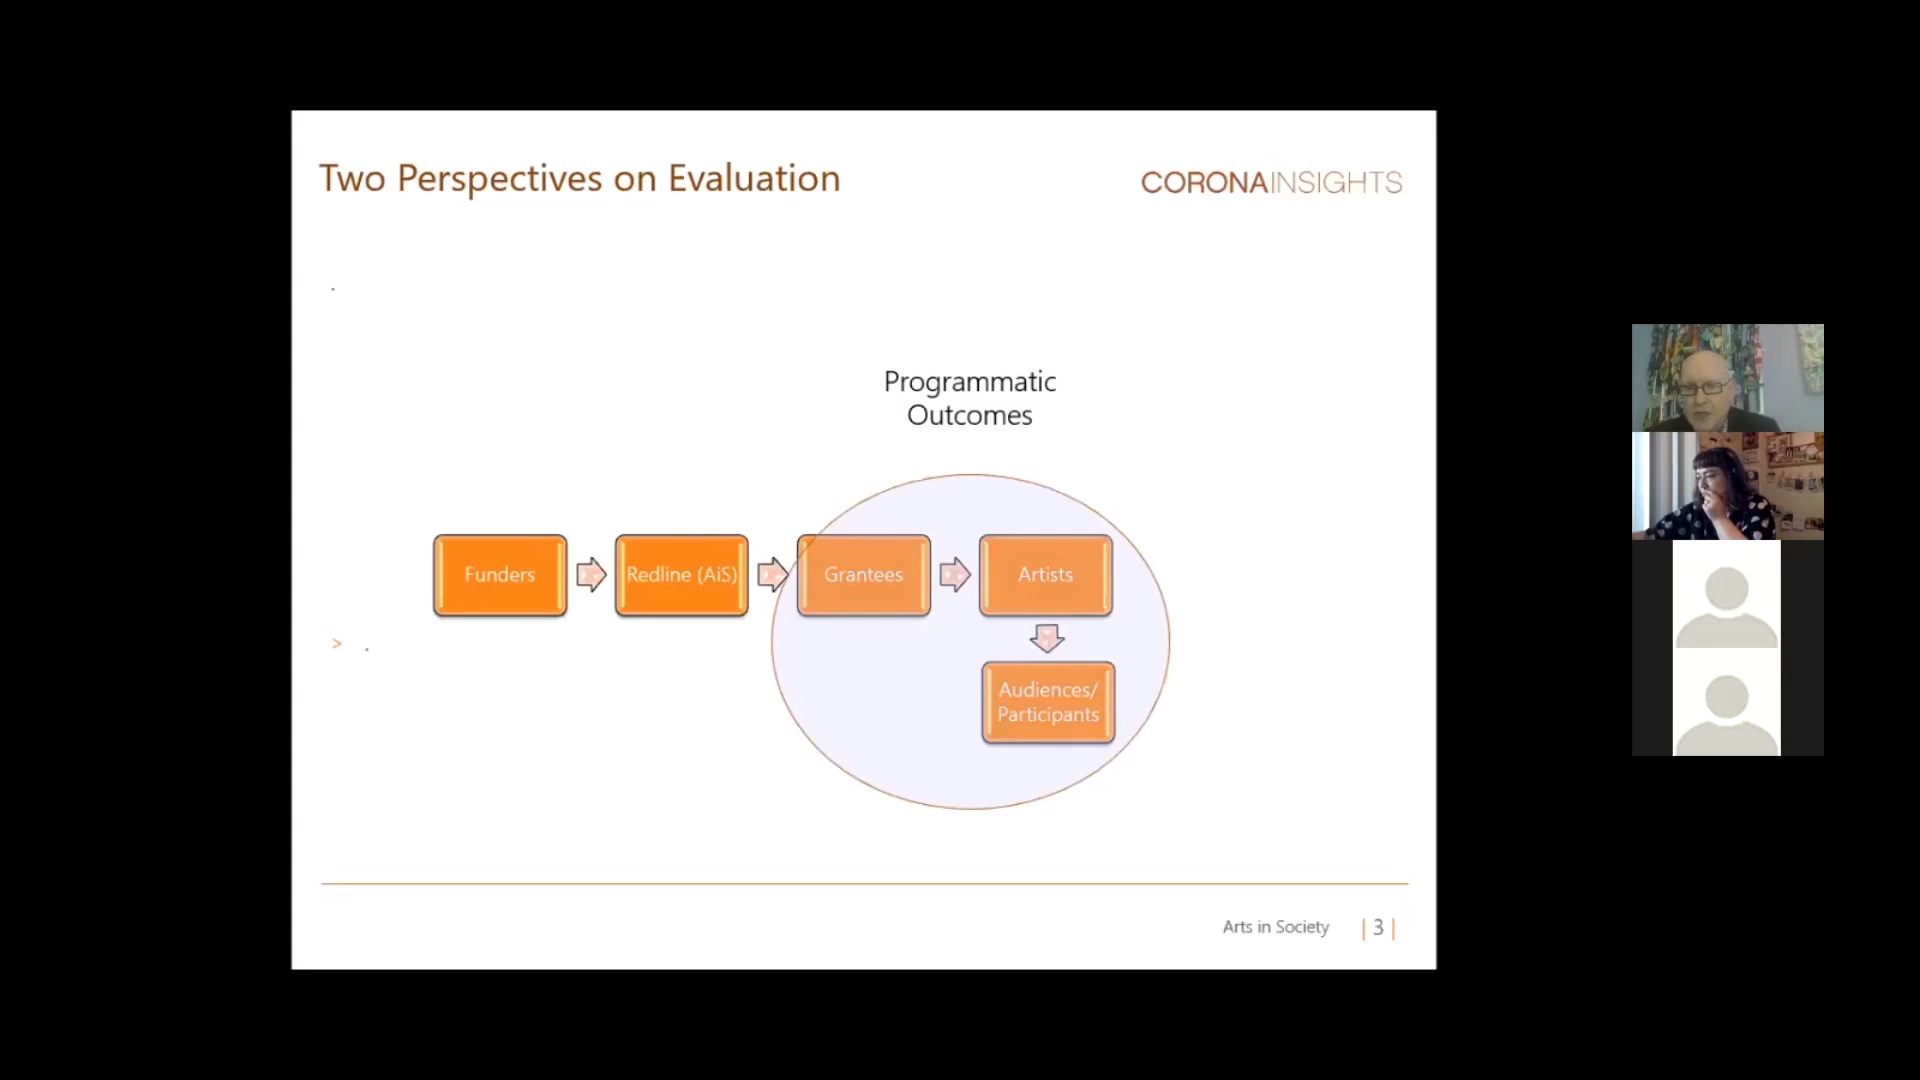 Two Perspectives on Evaluation
CORONAINSIGHTS
.
Programmatic
Outcomes
Funders
Redline (AiS)
Grantees
Artists
> .
Audiences/
Participants
Arts in Society
| 3 |